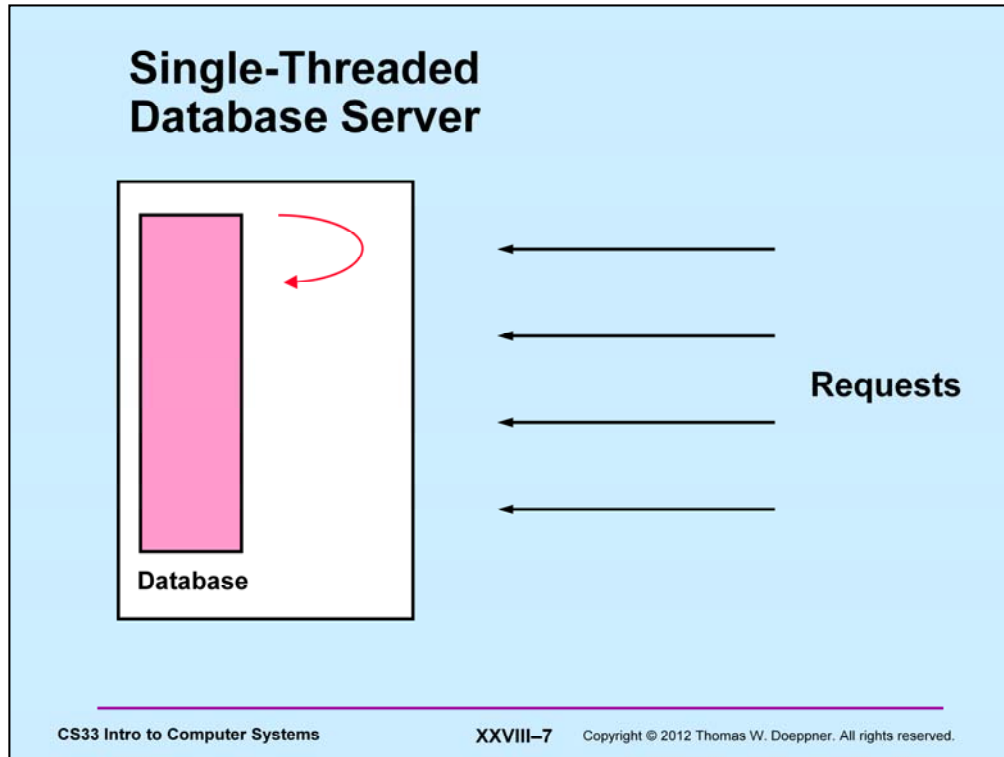 Single-Threaded
Database Server
Requests
Database
CS33 Intro to Computer Systems
XXVIII–7
Copyright © 2012 Thomas W. Doeppner. All rights reserved.